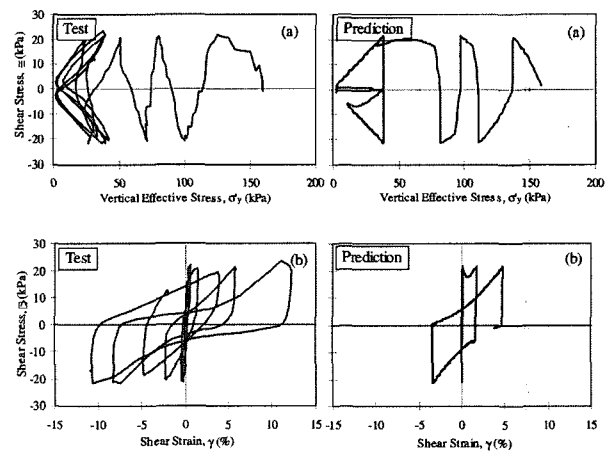 Test
(a)
Prediction
(a)
Shear Stress, (kPa)
30
20
10
0
-10
-20
-30
0 50 100 150 200
0 50 100 150 200
Vertical Effective Stress, σ'y (kPa)
Vertical Effective Stress, σ'y (kPa)
Test
(b)
Prediction
(b)
Shear Stress, (kPa)
30
20
10
0
-10
-20
-30
-15 -10 -5 0 5 10 15
-15 -10 -5 0 5 10 15
Shear Strain, γ (%)
Shear Strain, γ (%)